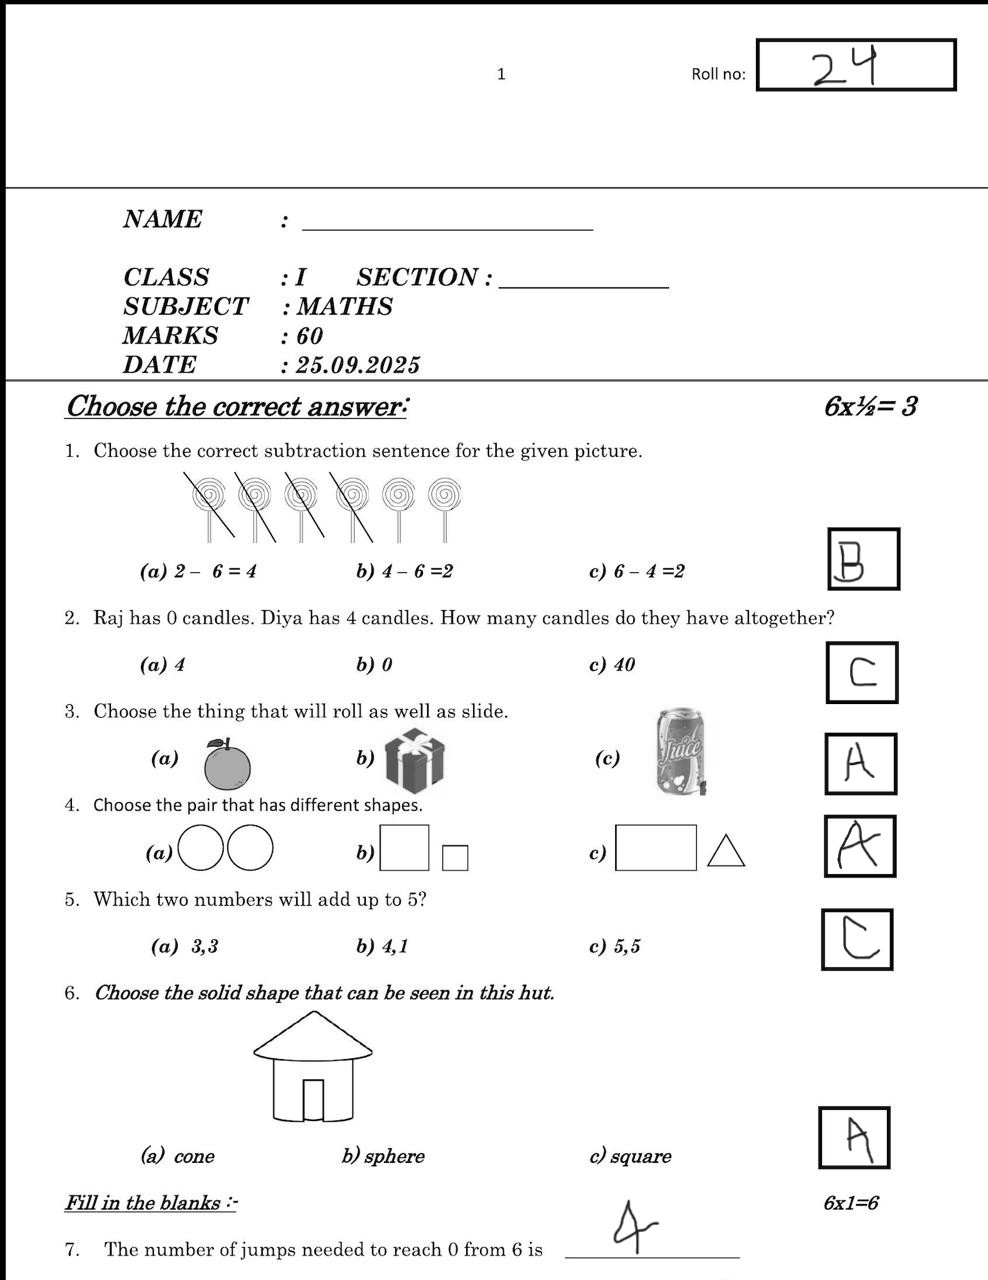 1 Roll no: 24
NAME : 
CLASS : I SECTION :
SUBJECT : MATHS
MARKS : 60
DATE : 25.09.2025
Choose the correct answer: 6x½= 3
1. Choose the correct subtraction sentence for the given picture.
(a) 2 – 6 = 4 b) 4 – 6 =2 c) 6 – 4 =2 B
2. Raj has 0 candles. Diya has 4 candles. How many candles do they have altogether?
(a) 4 b) 0 c) 40 C
3. Choose the thing that will roll as well as slide.
(a) b) (c) Juice A
4. Choose the pair that has different shapes.
(a) b) c) A
5. Which two numbers will add up to 5?
(a) 3,3 b) 4,1 c) 5,5 C
6. Choose the solid shape that can be seen in this hut.
(a) cone b) sphere c) square A
Fill in the blanks :- 6x1=6
7. The number of jumps needed to reach 0 from 6 is 4